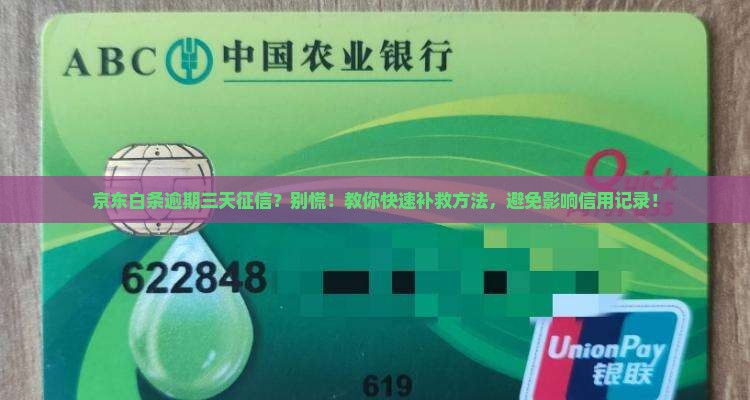 ABC 中国农业银行
Quick
京东白条逾期三天征信？别慌！教你快速补救方法，避免影响信用记录！
622848
619
UnionPay
银联